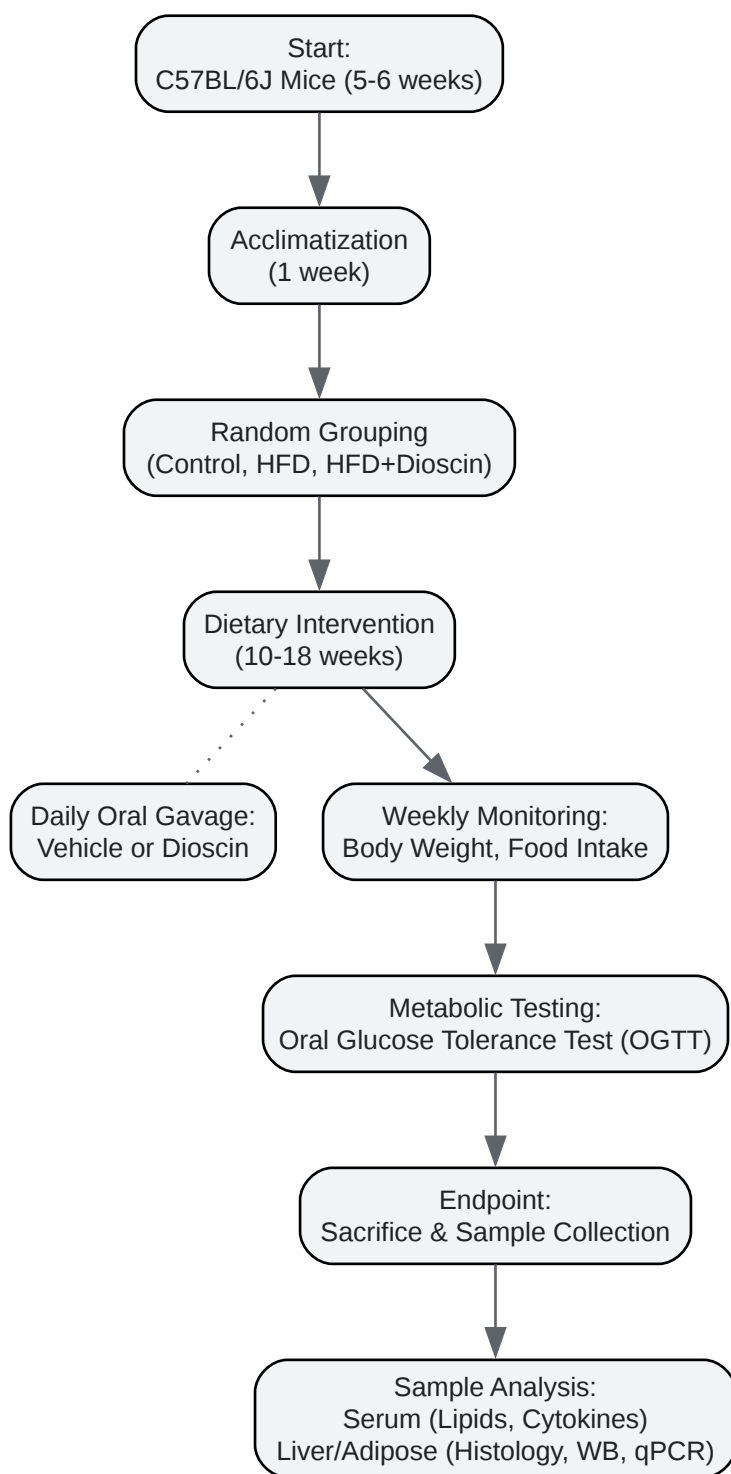 Start:
C57BL/6J Mice (5-6 weeks)
Acclimatization
(1 week)
Random Grouping
(Control, HFD, HFD+Dioscin)
Dietary Intervention
(10-18 weeks)
Daily Oral Gavage:
Vehicle or Dioscin
Weekly Monitoring:
Body Weight, Food Intake
Metabolic Testing:
Oral Glucose Tolerance Test (OGTT)
Endpoint:
Sacrifice & Sample Collection
Sample Analysis:
Serum (Lipids, Cytokines)
Liver/Adipose (Histology, WB, qPCR)